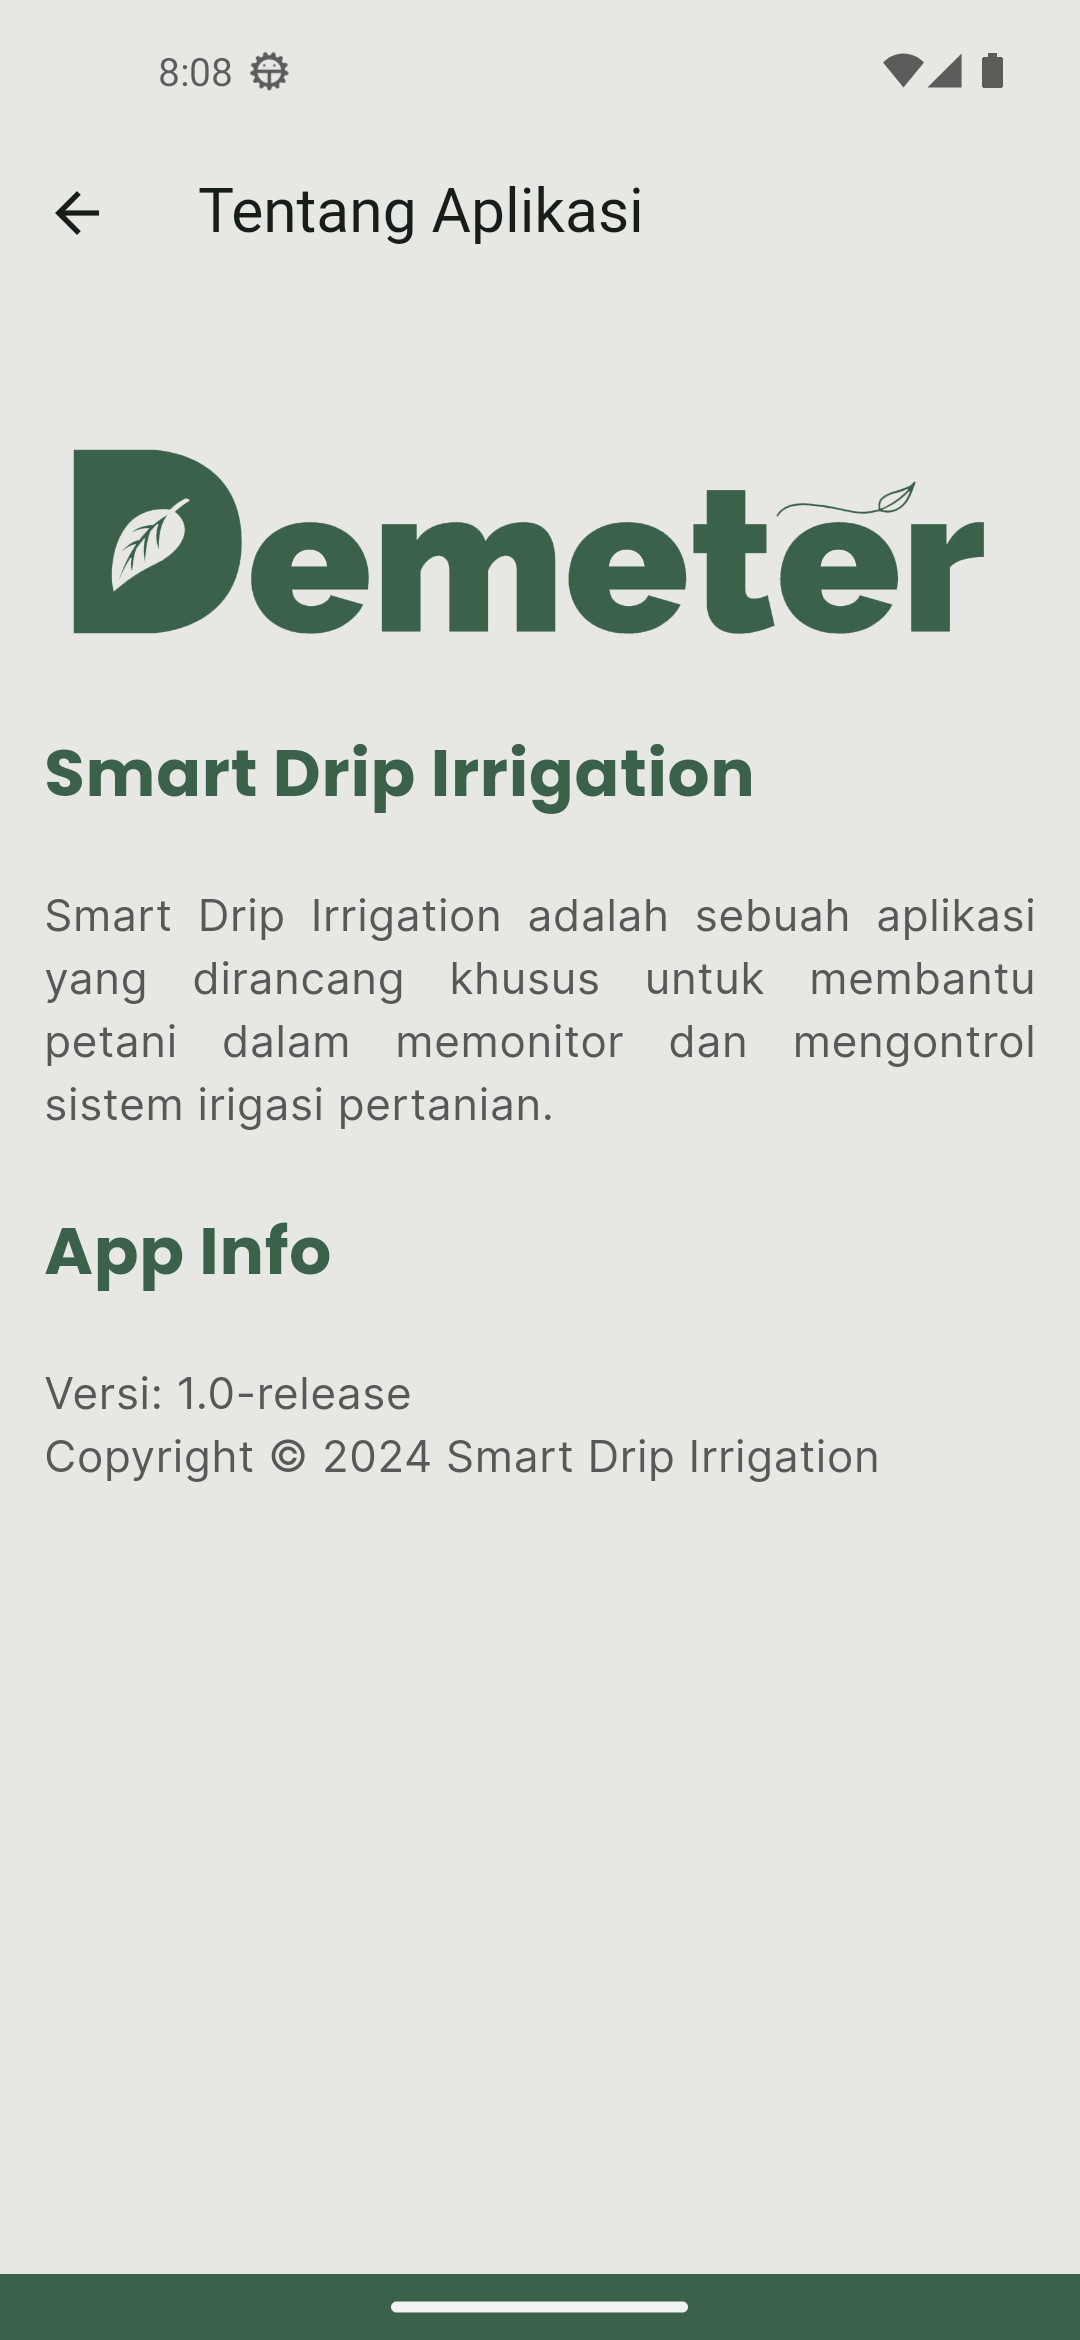 8:08
Tentang Aplikasi
Demeter
Smart Drip Irrigation
Smart Drip Irrigation adalah sebuah aplikasi
yang dirancang khusus untuk membantu
petani dalam memonitor dan mengontrol
sistem irigasi pertanian.
App Info
Versi: 1.0-release
Copyright © 2024 Smart Drip Irrigation